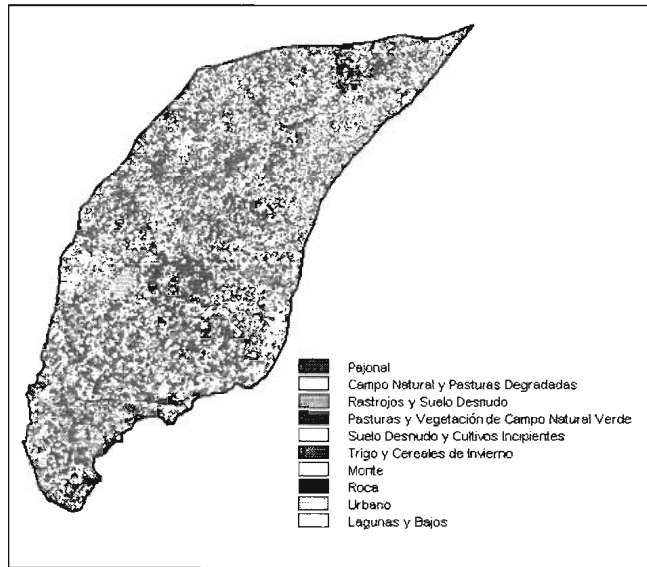 Pajonal
Campo Natural y Pasturas Degradadas
Rastrojos y Suelo Desnudo
Pasturas y Vegetación de Campo Natural Verde
Suelo Desnudo y Cultivos Incipientes
Trigo y Cereales de Invierno
Monte
Roca
Urbano
Lagunas y Bajos